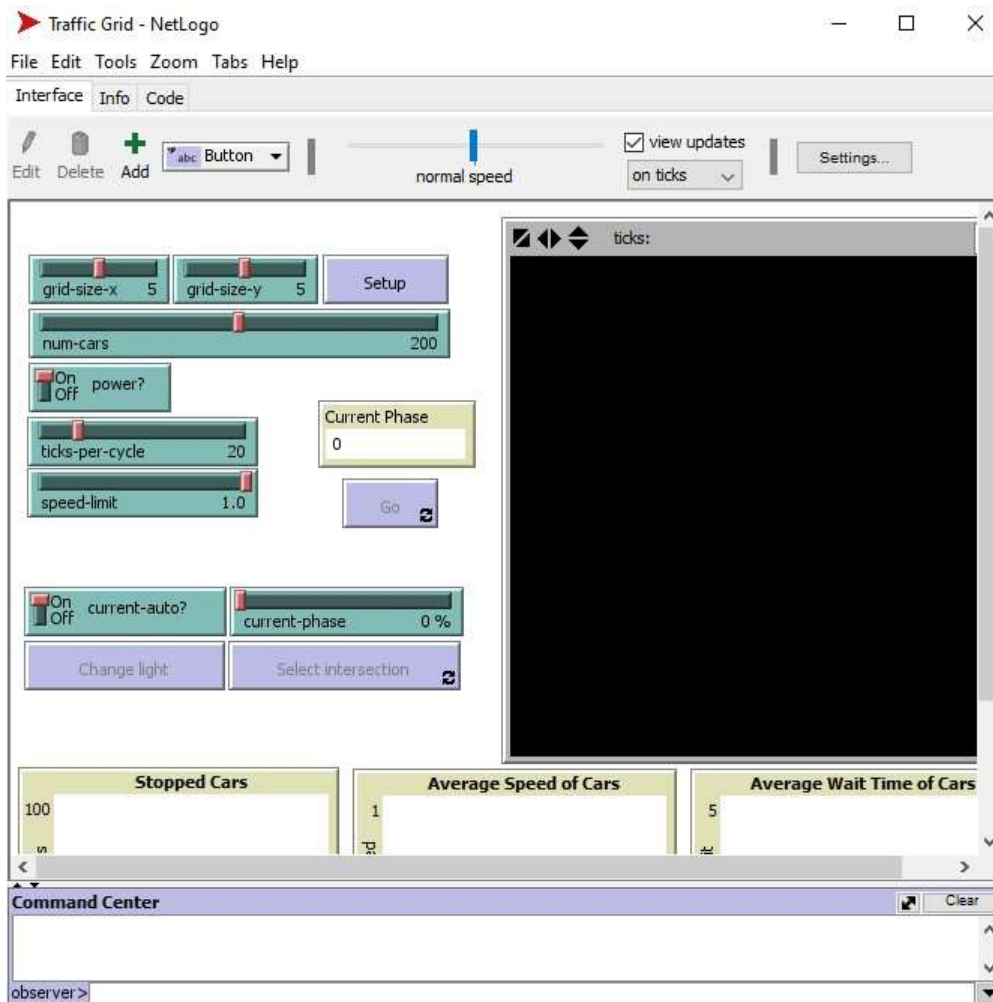 Traffic Grid - NetLogo
File Edit Tools Zoom Tabs Help
Interface Info Code
Edit Delete Add abc Button normal speed view updates on ticks Settings...
ticks:
grid-size-x 5 grid-size-y 5 Setup
num-cars 200
On Off power?
Current Phase
0
ticks-per-cycle 20
speed-limit 1.0
Go
On Off current-auto? current-phase 0 %
Change light Select intersection
Stopped Cars
100
Average Speed of Cars
1
Average Wait Time of Cars
5
Command Center Clear
observer>